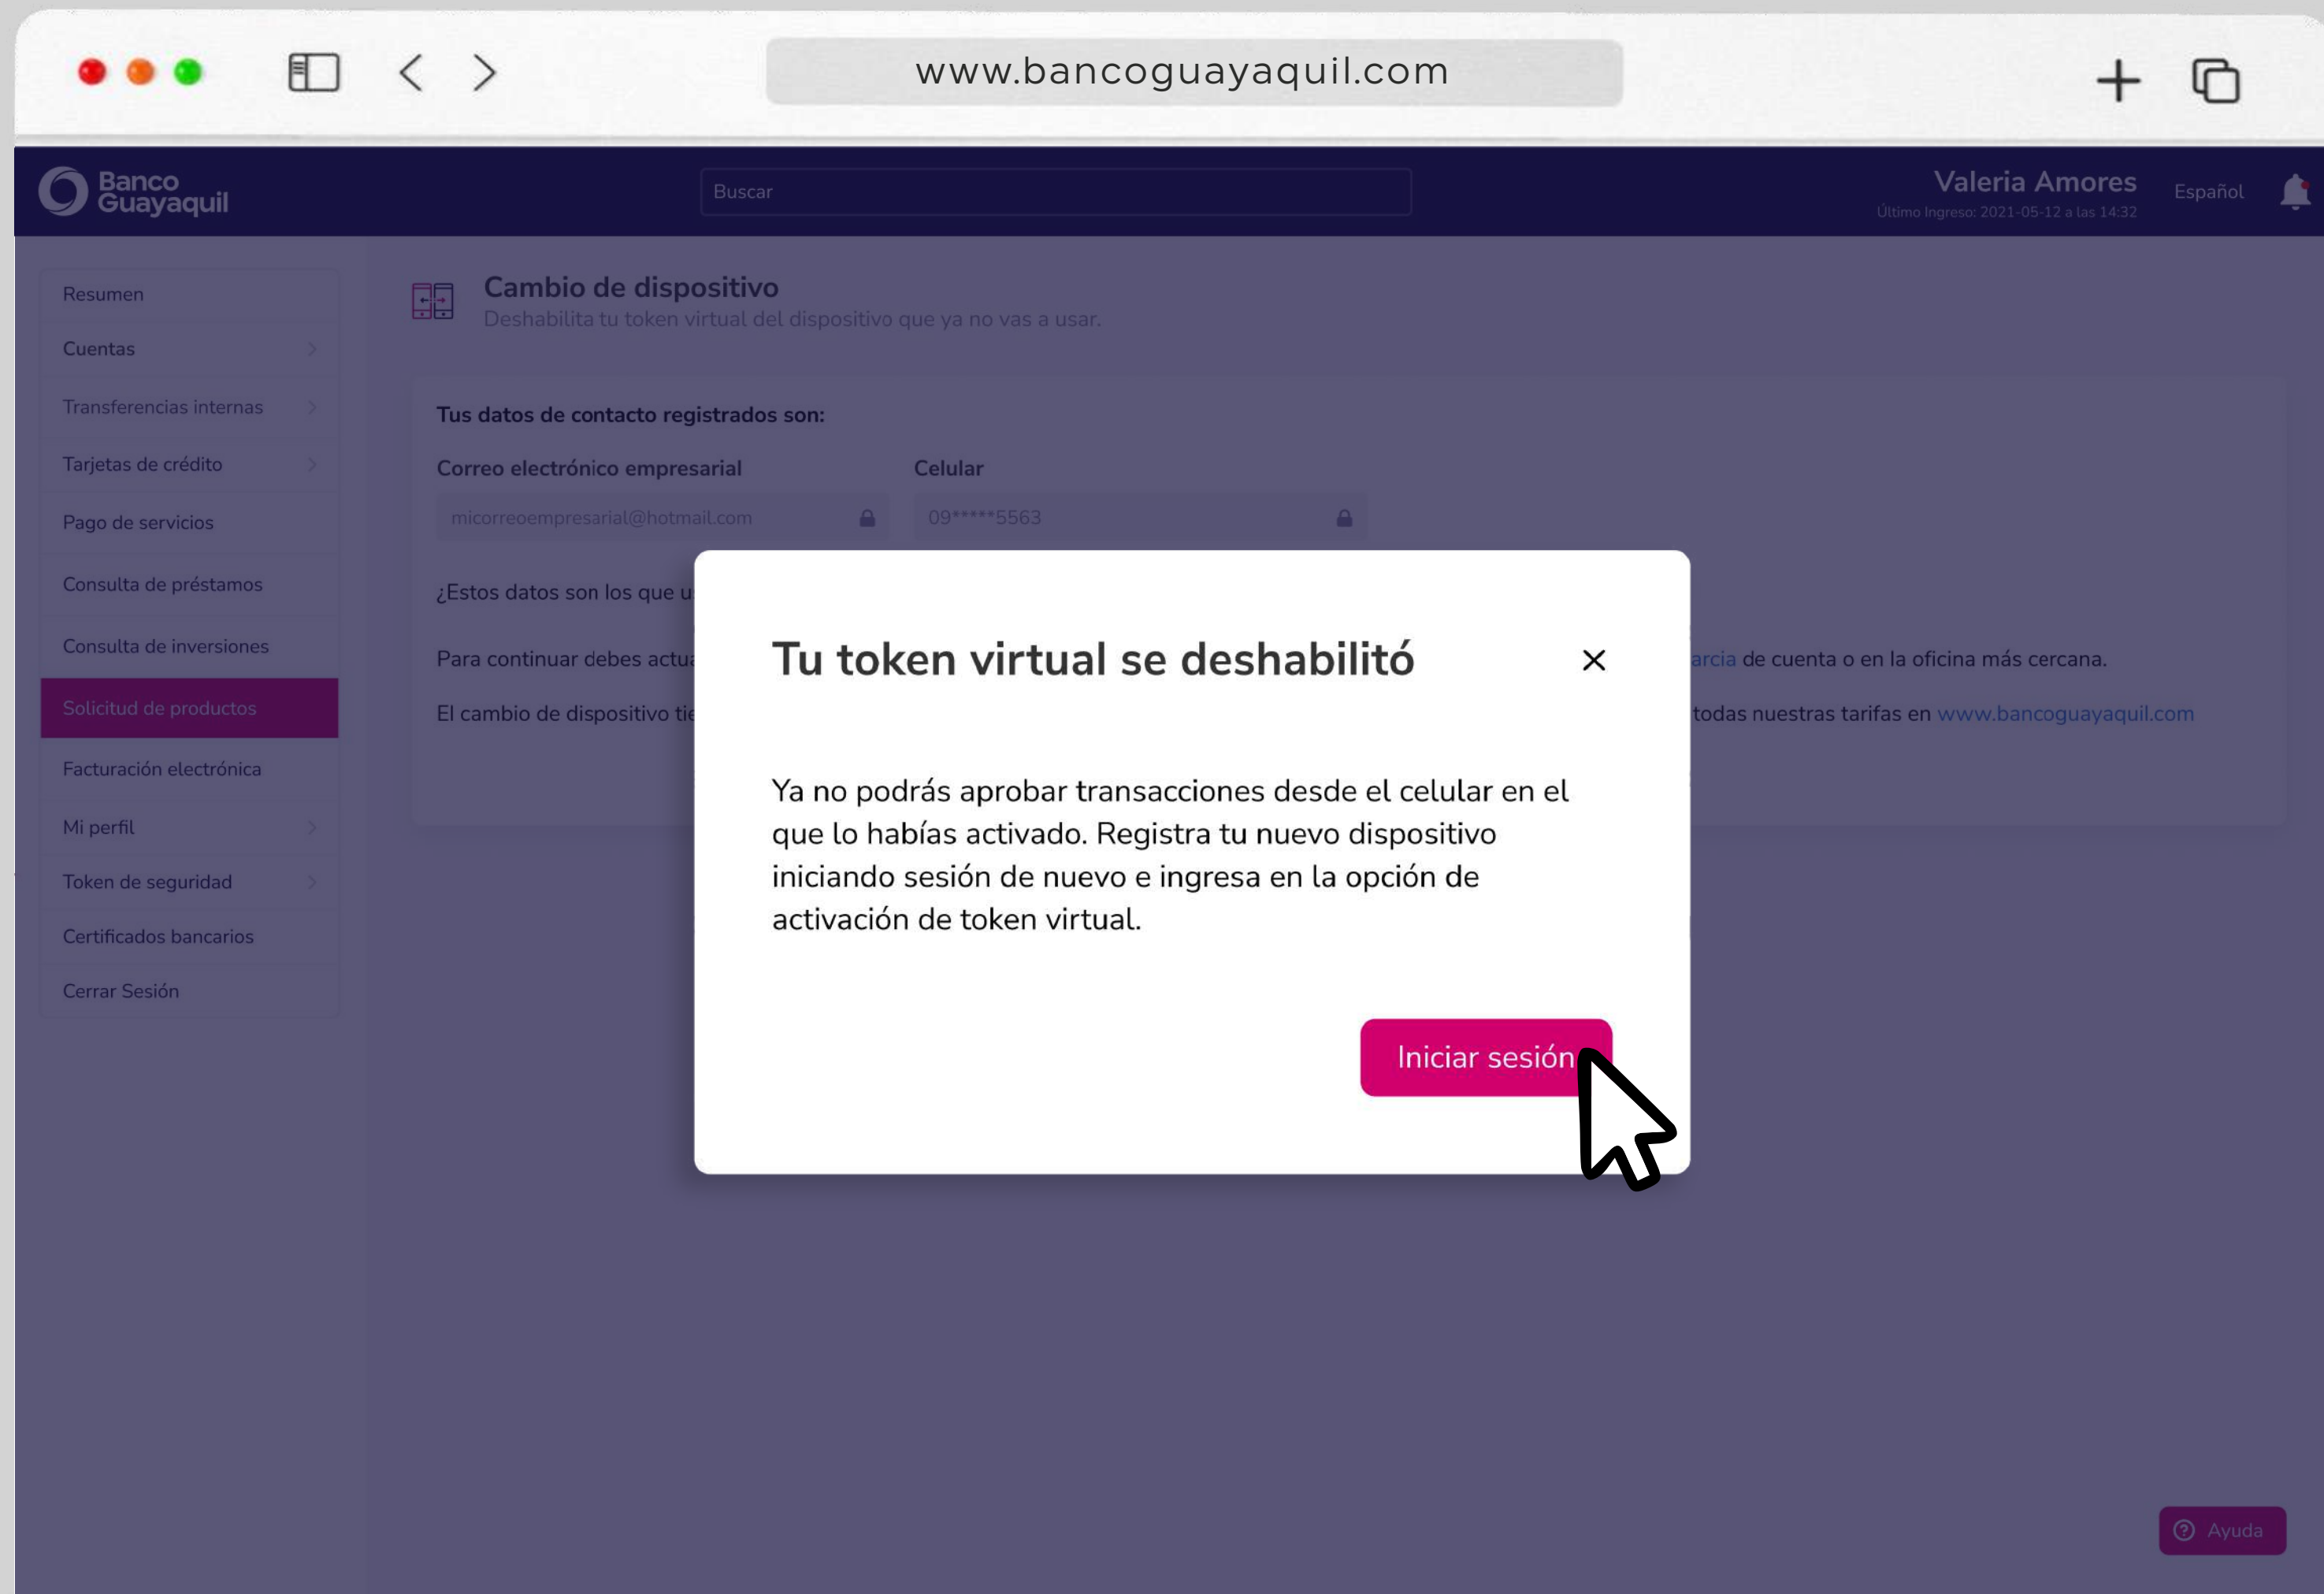 www.bancoguayaquil.com
Banco
Guayaquil
Buscar
Valeria Amores
Último Ingreso: 2021-05-12 a las 14:32
Español
Resumen
Cuentas
Transferencias internas
Tarjetas de crédito
Pago de servicios
Consulta de préstamos
Consulta de inversiones
Solicitud de productos
Facturación electrónica
Mi perfil
Token de seguridad
Certificados bancarios
Cerrar Sesión
Cambio de dispositivo
Deshabilita tu token virtual del dispositivo que ya no vas a usar.
Tus datos de contacto registrados son:
Correo electrónico empresarial
Celular
micorreoempresarial@hotmail.com
09*****5563
¿Estos datos son los que
Para continuar debes
de cuenta o en la oficina más cercana.
El cambio de dispositivo
todas nuestras tarifas en www.bancoguayaquil.com
Tu token virtual se deshabilitó
Ya no podrás aprobar transacciones desde el celular en el
que lo habías activado. Registra tu nuevo dispositivo
iniciando sesión de nuevo e ingresa en la opción de
activación de token virtual.
Iniciar sesión
Ayuda